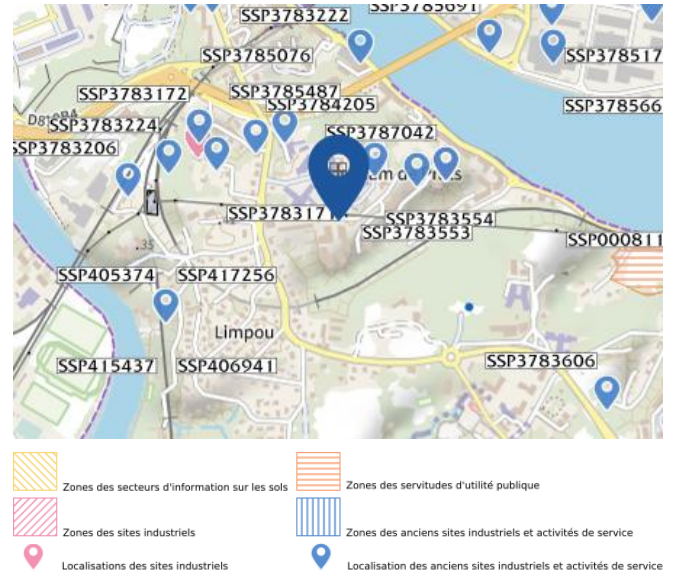 SSP3783222
SSP3785691
SSP3785076
SSP378517
SSP3783172
SSP3785487
SSP3784205
SSP378566
SSP3783224
SSP3787042
SSP3783206
SSP3783171
SSP3783554
SSP3783553
SSP000811
.35
SSP405374
SSP417256
Limpou
SSP415437
SSP406941
SSP3783606
Zones des secteurs d'information sur les sols
Zones des servitudes d'utilité publique
Zones des sites industriels
Zones des anciens sites industriels et activités de service
Localisations des sites industriels
Localisation des anciens sites industriels et activités de service